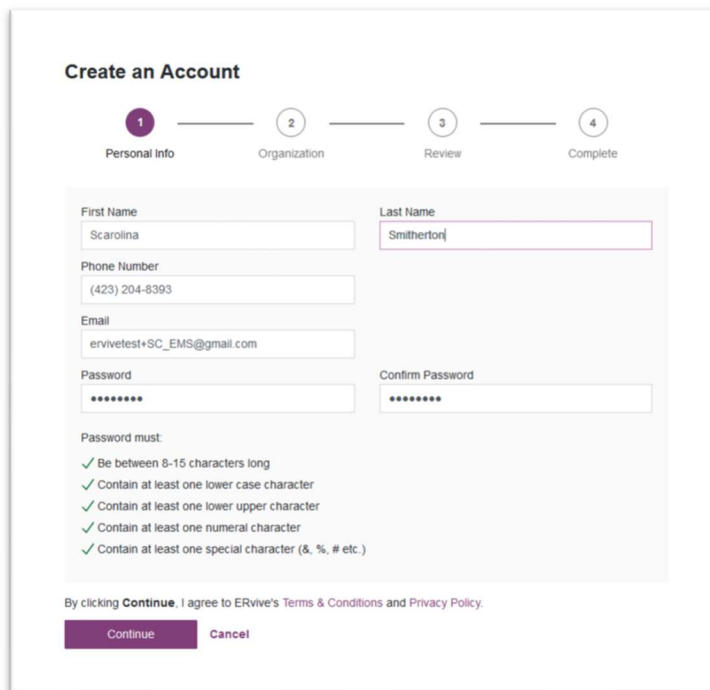 Create an Account
1 2 3 4
Personal Info Organization Review Complete
First Name Last Name
Scarolina Smitherton
Phone Number
(423) 204-8393
Email
ervivetest+SC_EMS@gmail.com
Password Confirm Password
•••••••• ••••••••
Password must:
Be between 8-15 characters long
Contain at least one lower case character
Contain at least one lower upper character
Contain at least one numeral character
Contain at least one special character (&, %, # etc.)
By clicking Continue, I agree to ERvive's Terms & Conditions and Privacy Policy.
Continue Cancel